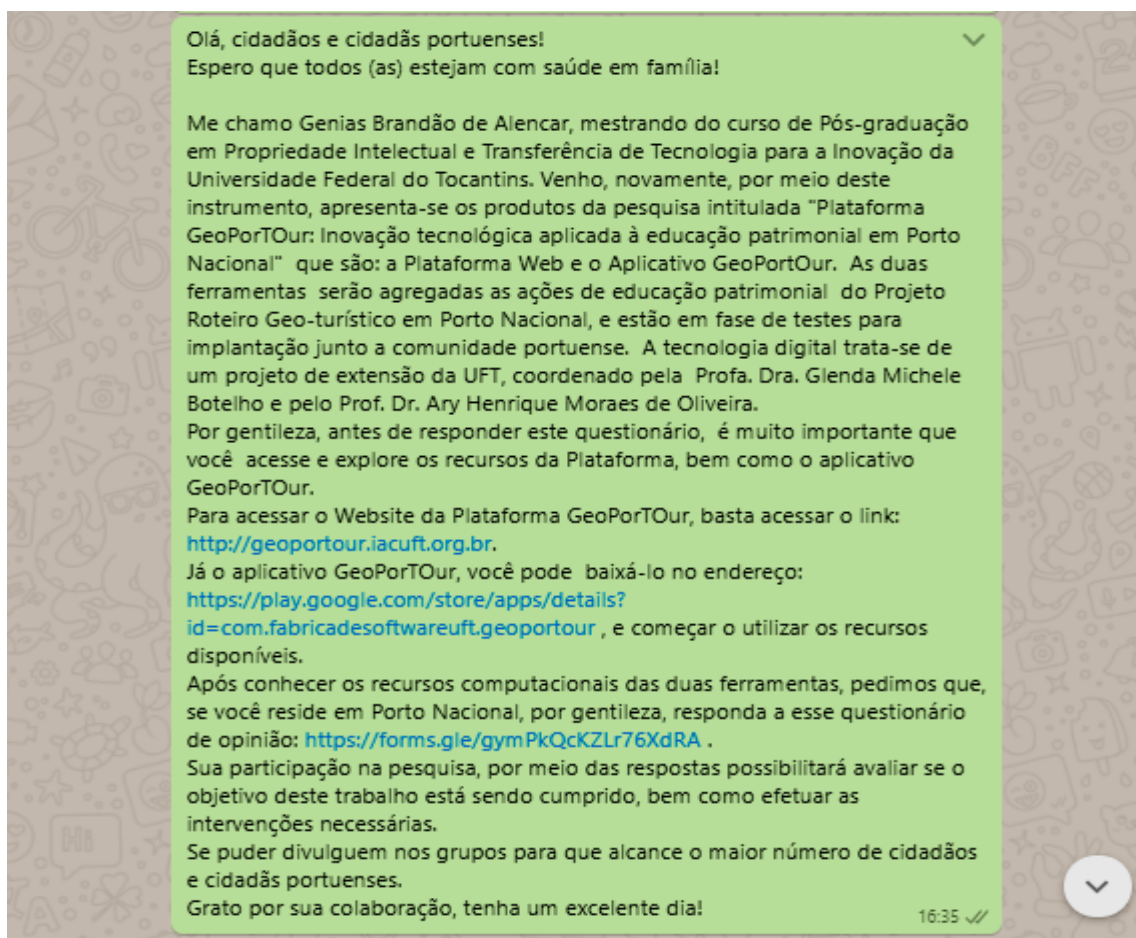 Olá, cidadãos e cidadãs portuenses!
Espero que todos (as) estejam com saúde em família!
Me chamo Genias Brandão de Alencar, mestrando do curso de Pós-graduação
em Propriedade Intelectual e Transferência de Tecnologia para a Inovação da
Universidade Federal do Tocantins. Venho, novamente, por meio deste
instrumento, apresenta-se os produtos da pesquisa intitulada "Plataforma
GeoPorTOur: Inovação tecnológica aplicada à educação patrimonial em Porto
Nacional"  que são: a Plataforma Web e o Aplicativo GeoPortOur.  As duas
ferramentas  serão agregadas as ações de educação patrimonial  do Projeto
Roteiro Geo-turístico em Porto Nacional, e estão em fase de testes para
implantação junto a comunidade portuense.  A tecnologia digital trata-se de
um projeto de extensão da UFT, coordenado pela  Profa. Dra. Glenda Michele
Botelho e pelo Prof. Dr. Ary Henrique Moraes de Oliveira.
Por gentileza, antes de responder este questionário,  é muito importante que
você  acesse e explore os recursos da Plataforma, bem como o aplicativo
GeoPorTOur.
Para acessar o Website da Plataforma GeoPorTOur, basta acessar o link:
http://geoportour.iacuft.org.br.
Já o aplicativo GeoPorTOur, você pode  baixá-lo no endereço:
https://play.google.com/store/apps/details?
id=com.fabricadesoftwareuft.geoportour , e começar o utilizar os recursos
disponíveis.
Após conhecer os recursos computacionais das duas ferramentas, pedimos que,
se você reside em Porto Nacional, por gentileza, responda a esse questionário
de opinião: https://forms.gle/gymPkQcKZLr76XdRA .
Sua participação na pesquisa, por meio das respostas possibilitará avaliar se o
objetivo deste trabalho está sendo cumprido, bem como efetuar as
intervenções necessárias.
Se puder divulguem nos grupos para que alcance o maior número de cidadãos
e cidadãs portuenses.
Grato por sua colaboração, tenha um excelente dia!
16:35